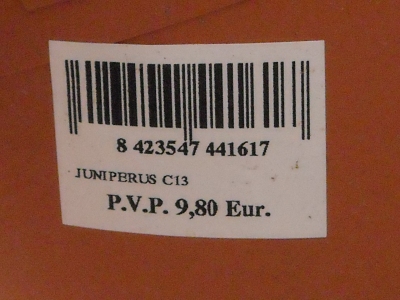 8 423547 441617
JUNIPERUS C13
P.V.P. 9,80 Eur.